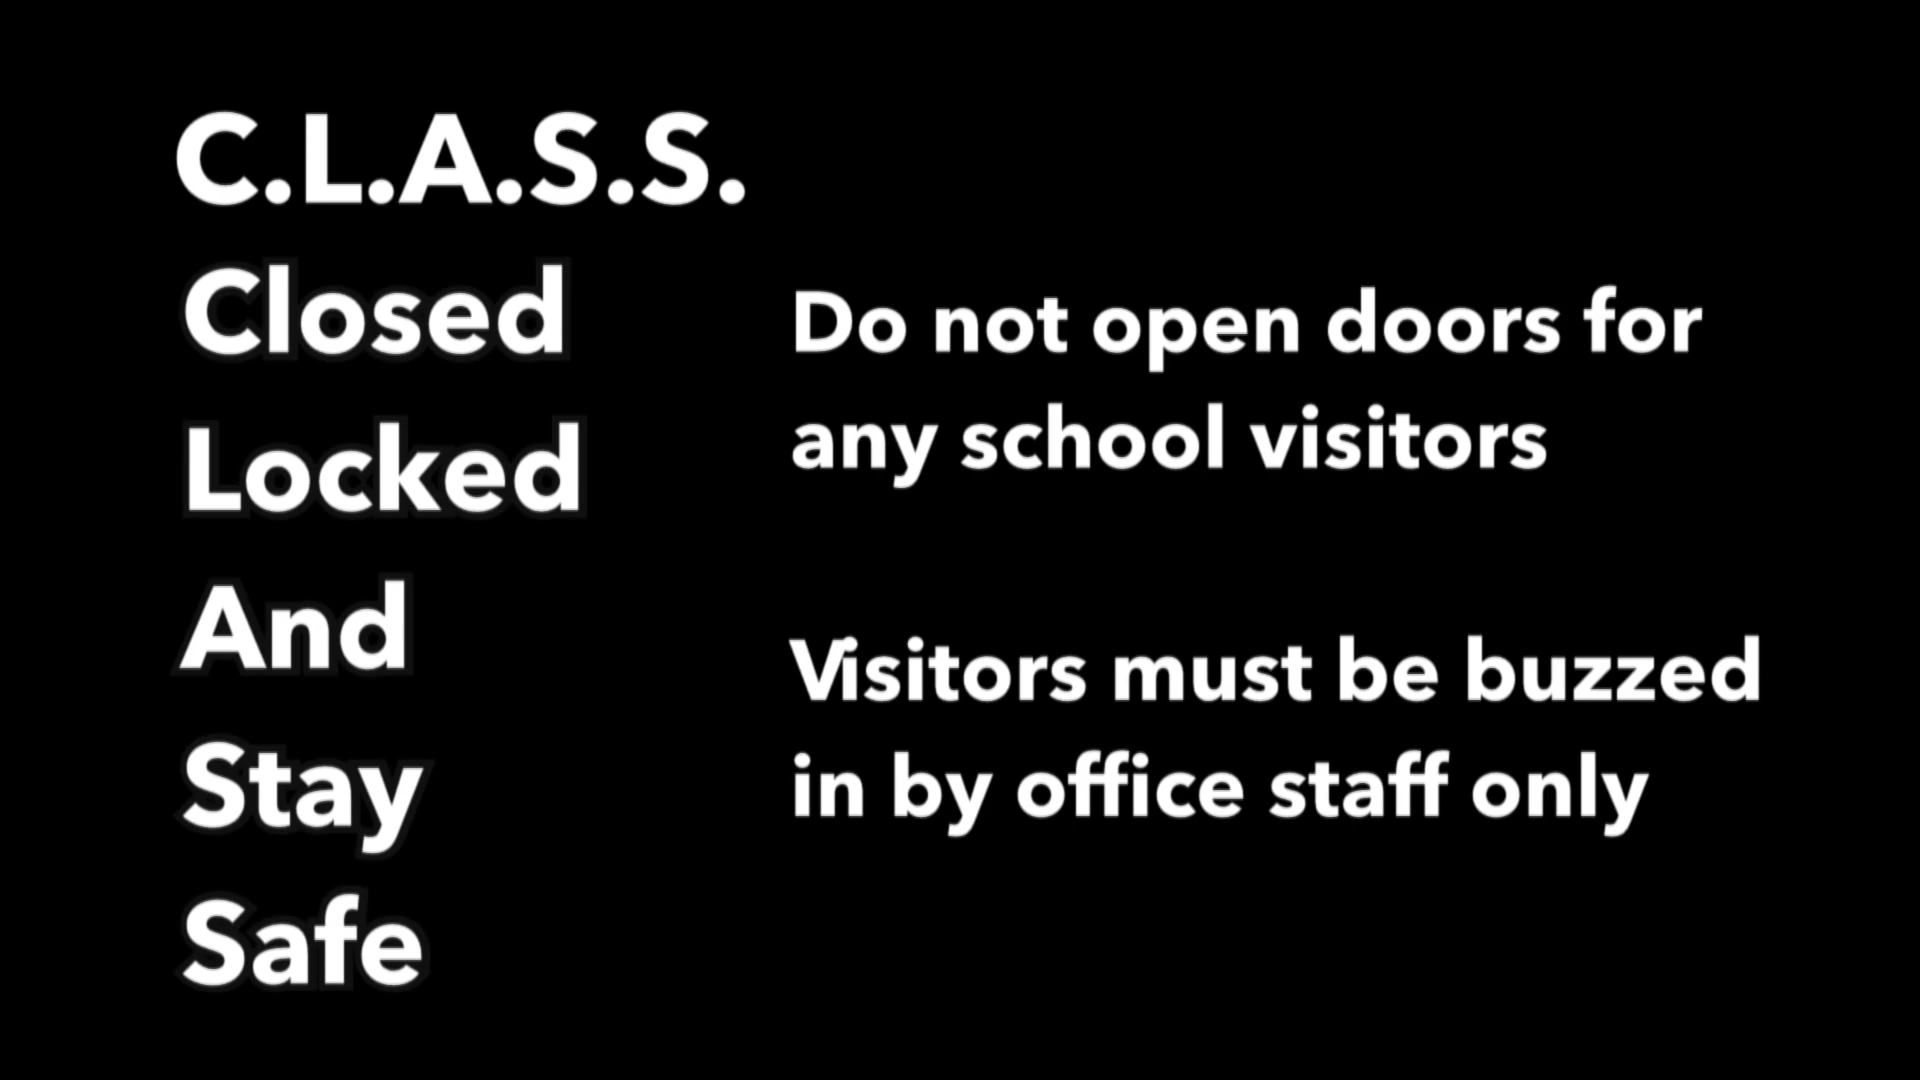 C.L.A.S.S.
Closed
Locked
And
Stay
Safe
Do not open doors for
any school visitors
Visitors must be buzzed
in by office staff only